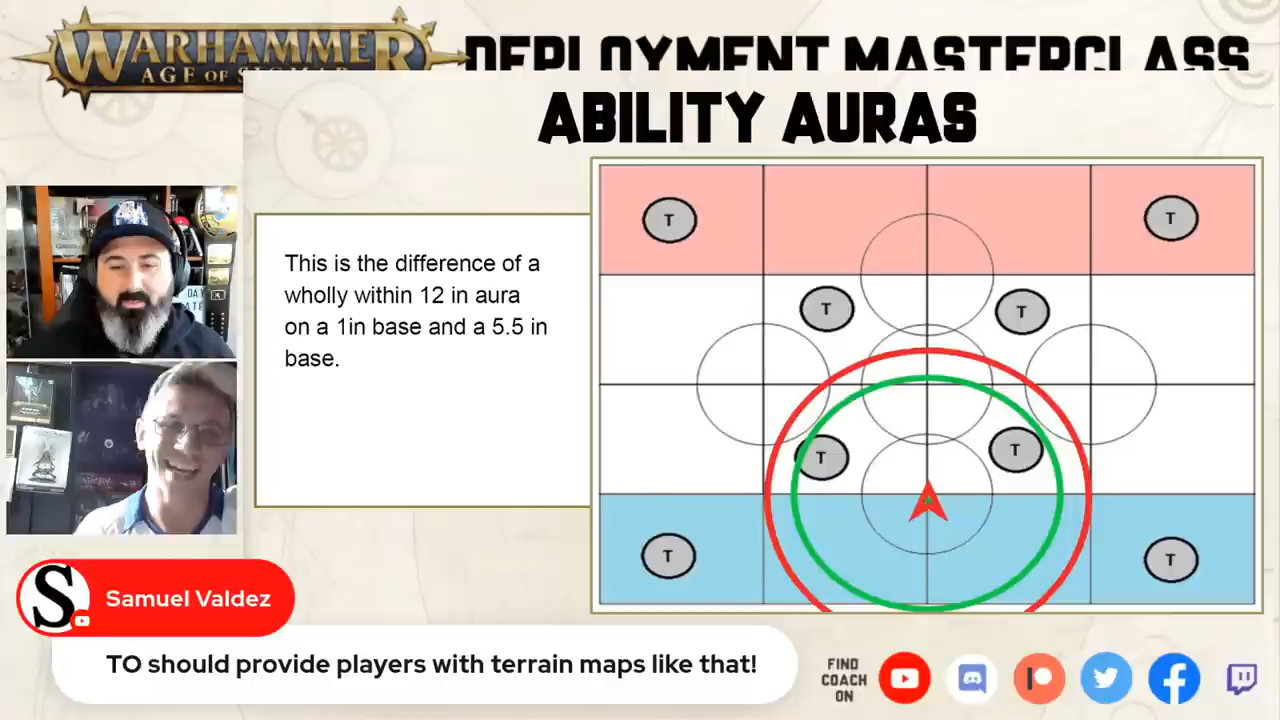 WARHAMMER
AGE OF SIGMAR
DEPLOYMENT MASTERCLASS
ABILITY AURAS
This is the difference of a
wholly within 12 in aura
on a 1in base and a 5.5 in
base.
T
T
T
T
T
T
T
T
S
Samuel Valdez
TO should provide players with terrain maps like that!
FIND
COACH
ON